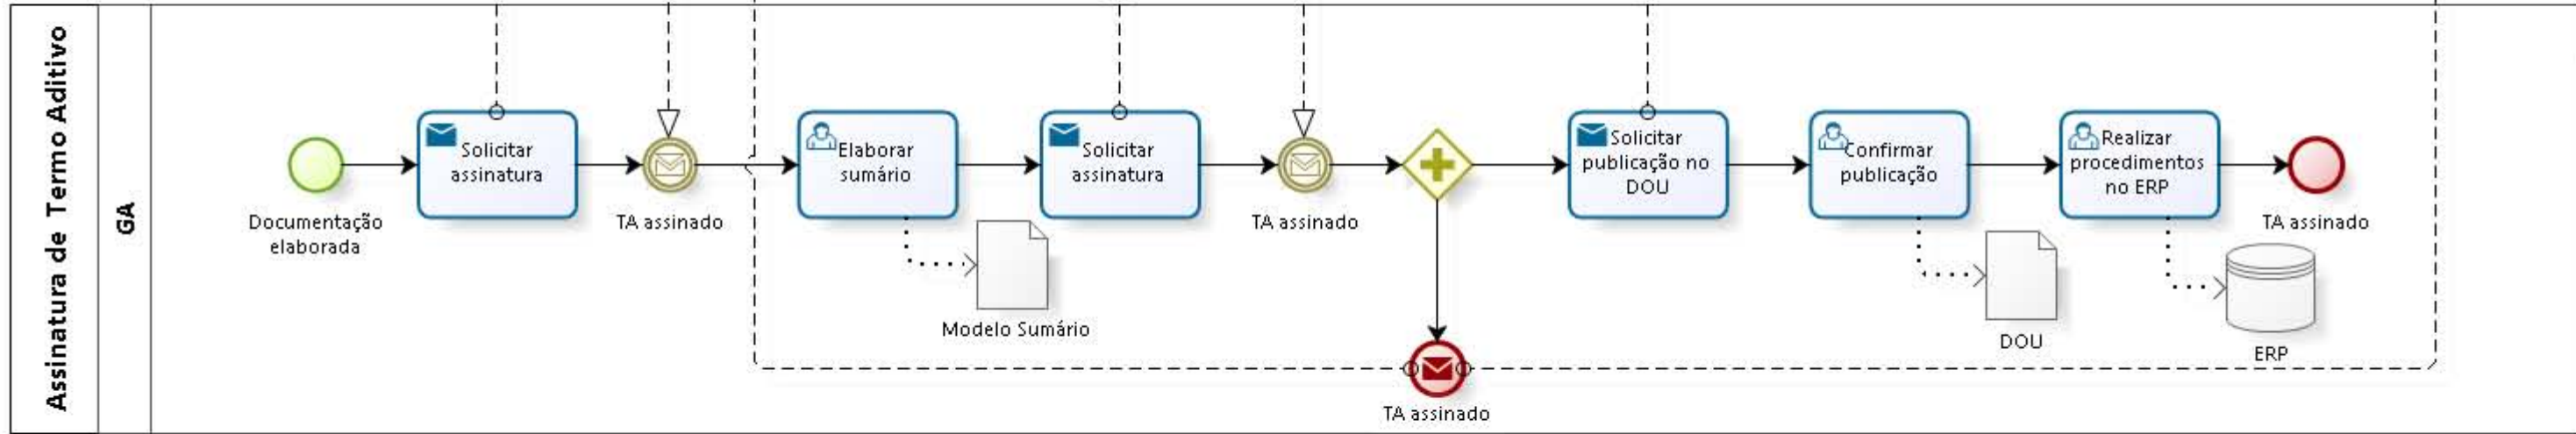 Assinatura de Termo Aditivo
GA
Documentação
elaborada
Solicitar
assinatura
TA assinado
Elaborar
sumário
Modelo Sumário
Solicitar
assinatura
TA assinado
TA assinado
Solicitar
publicação no
DOU
Confirmar
publicação
DOU
Realizar
procedimentos
no ERP
ERP
TA assinado